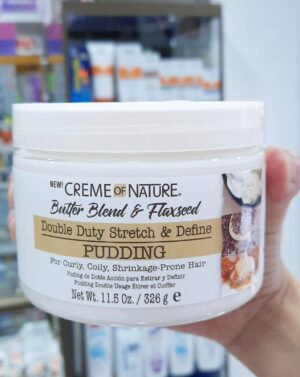 NEW! CREME OF NATURE®
Butter Blend & Flaxseed
Double Duty Stretch & Define
PUDDING
For Curly, Coily, Shrinkage-Prone Hair
Puding de Doble Acción para Estirar y Definir
Pudding Double Usage Étirer et Coiffer
Net Wt. 11.5 Oz. / 326 g ℮